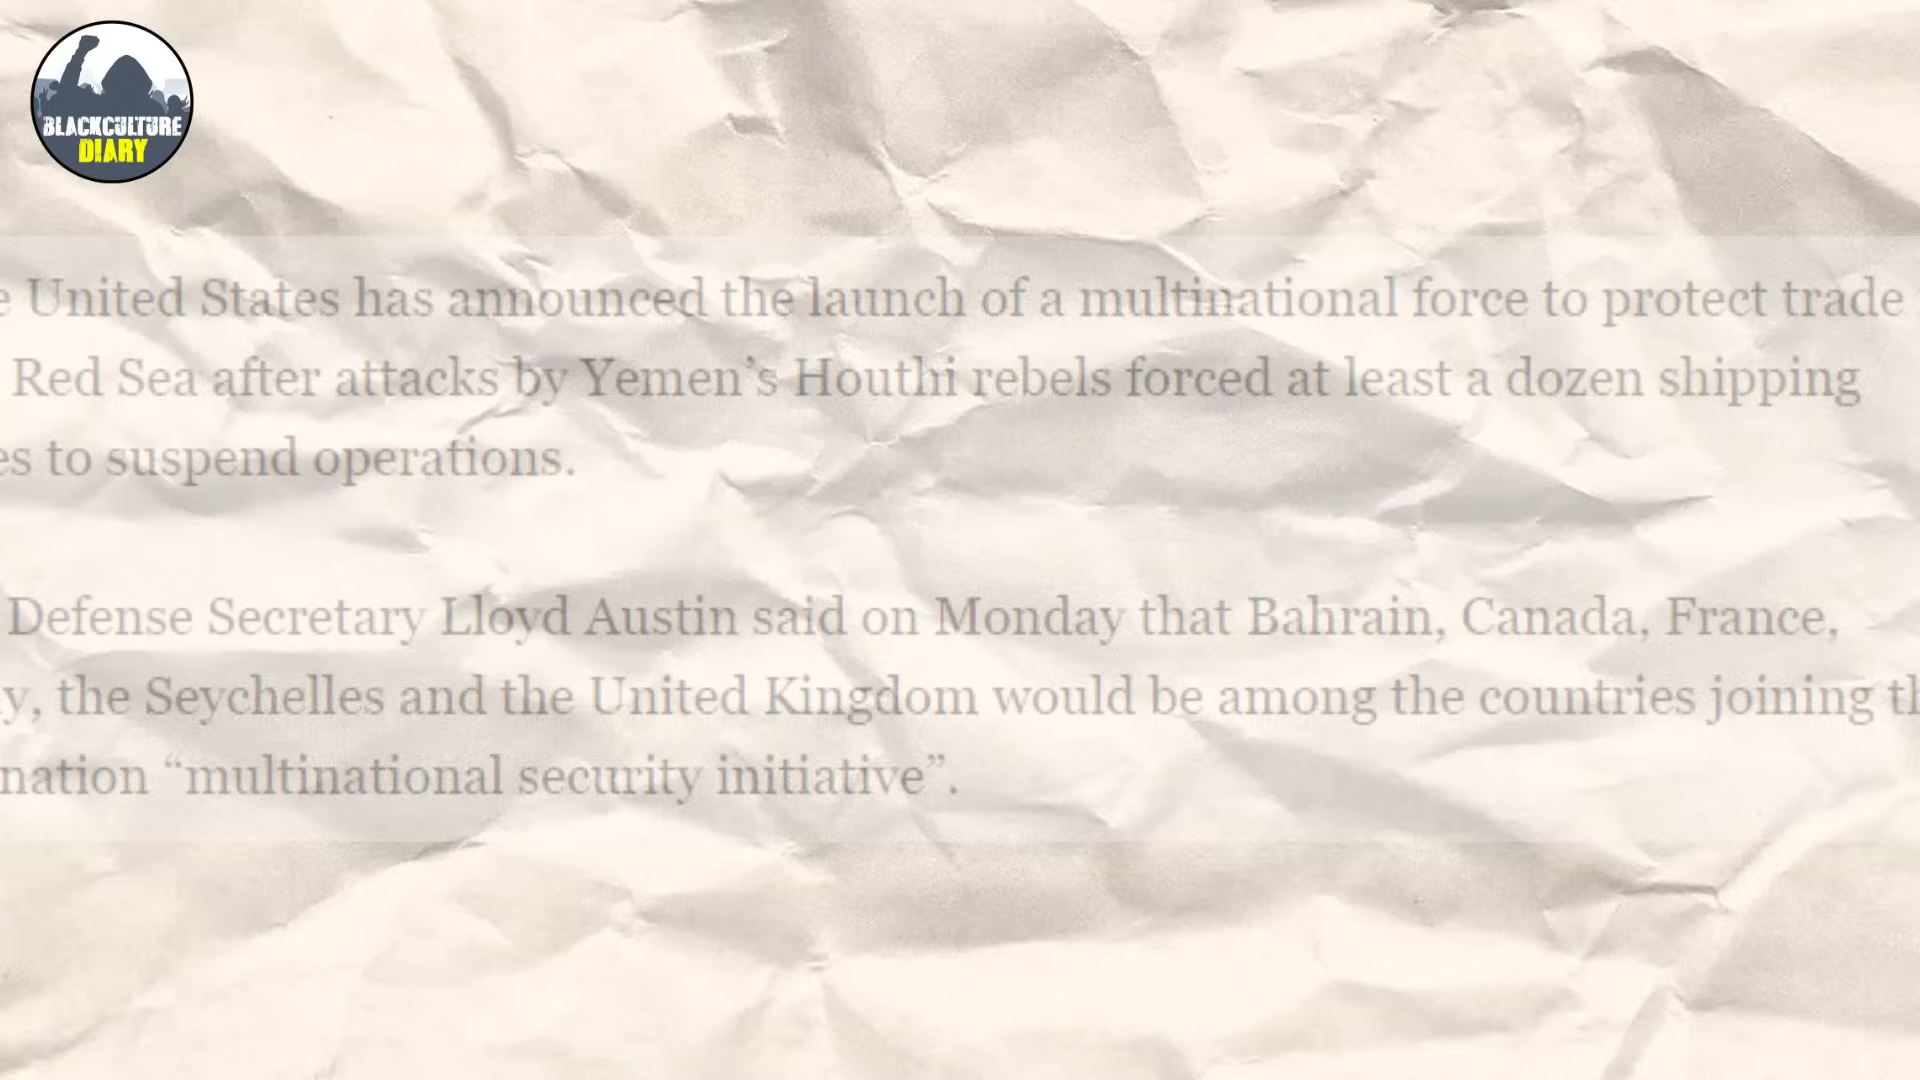 BLACKCULTURE
DIARY
United States has announced the launch of a multinational force to protect trade
Red Sea after attacks by Yemen’s Houthi rebels forced at least a dozen shipping
es to suspend operations.
Defense Secretary Lloyd Austin said on Monday that Bahrain, Canada, France,
y, the Seychelles and the United Kingdom would be among the countries joining th
nation “multinational security initiative”.